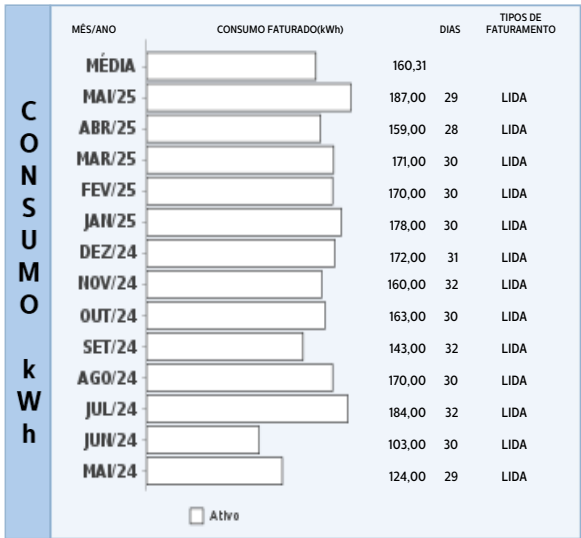 MÊS/ANO CONSUMO FATURADO(kWh) DIAS TIPOS DE FATURAMENTO
CONSUMO kWh
MÉDIA 160,31
MAI/25 187,00 29 LIDA
ABR/25 159,00 28 LIDA
MAR/25 171,00 30 LIDA
FEV/25 170,00 30 LIDA
JAN/25 178,00 30 LIDA
DEZ/24 172,00 31 LIDA
NOV/24 160,00 32 LIDA
OUT/24 163,00 30 LIDA
SET/24 143,00 32 LIDA
AGO/24 170,00 30 LIDA
JUL/24 184,00 32 LIDA
JUN/24 103,00 30 LIDA
MAI/24 124,00 29 LIDA
Ativo